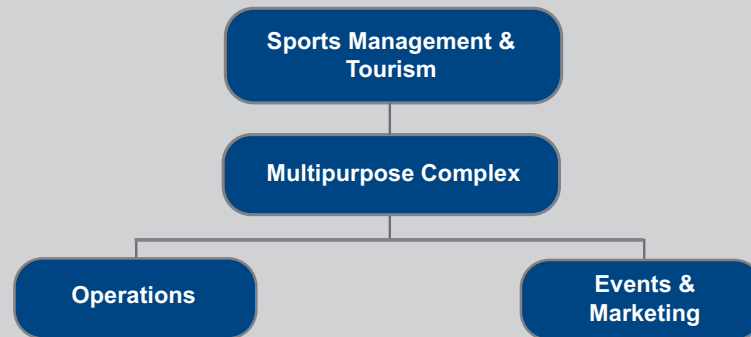 Sports Management &
Tourism
Multipurpose Complex
Operations
Events &
Marketing